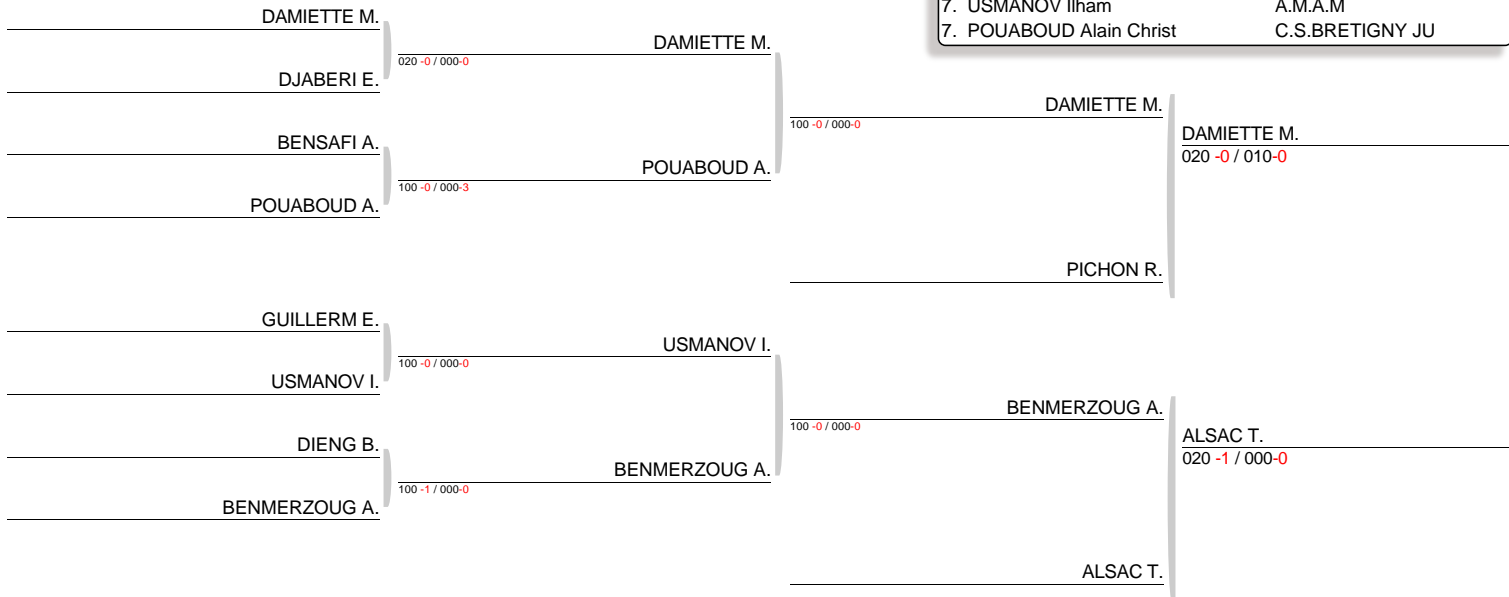 7. USMANOV Ilham A.M.A.M
7. POUABOUD Alain Christ C.S.BRETIGNY JU
DAMIETTE M.
DJABERI E.
BENSAFI A.
POUABOUD A.
GUILLERM E.
USMANOV I.
DIENG B.
BENMERZOUG A.
DAMIETTE M.
020 -0 / 000-0
POUABOUD A.
100 -0 / 000-3
USMANOV I.
100 -0 / 000-0
BENMERZOUG A.
100 -1 / 000-0
DAMIETTE M.
100 -0 / 000-0
PICHON R.
BENMERZOUG A.
100 -0 / 000-0
ALSAC T.
DAMIETTE M.
020 -0 / 010-0
ALSAC T.
020 -1 / 000-0